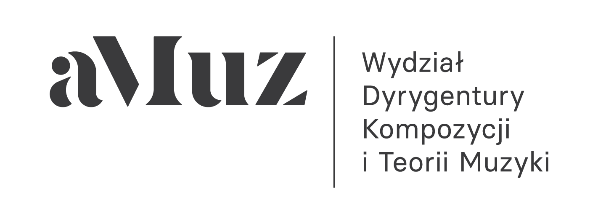 aMuz
Wydział
Dyrygentury
Kompozycji
i Teorii Muzyki